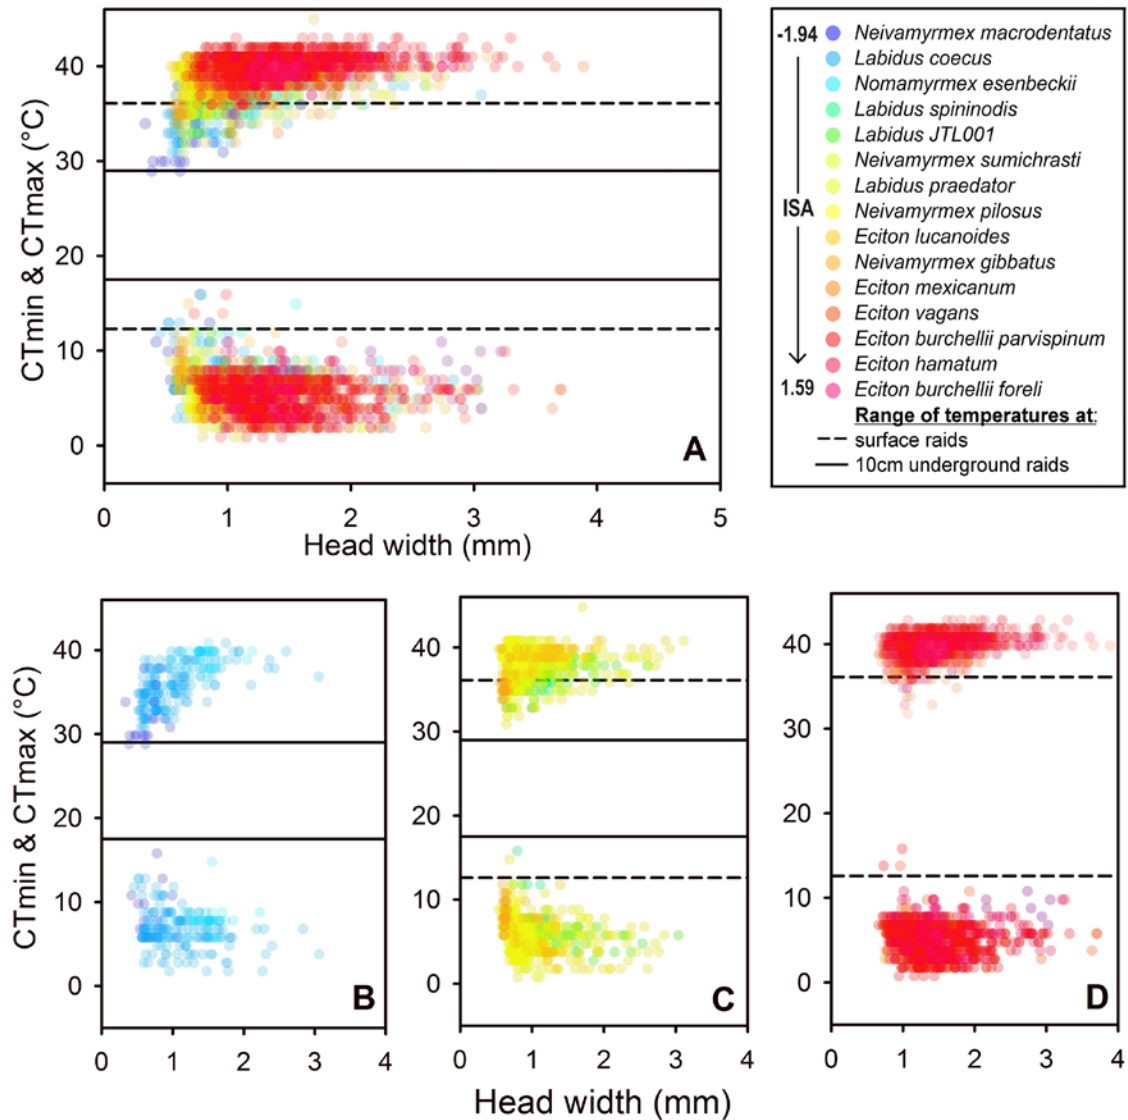 CTmin & CTmax (°C)
40
30
20
10
0
A
0 1 2 3 4 5
Head width (mm)
-1.94
ISA
1.59
Neivamyrmex macrodentatus
Labidus coecus
Nomamyrmex esenbeckii
Labidus spininodis
Labidus JTL001
Neivamyrmex sumichrasti
Labidus praedator
Neivamyrmex pilosus
Eciton lucanoides
Neivamyrmex gibbatus
Eciton mexicanum
Eciton vagans
Eciton burchellii parvispinum
Eciton hamatum
Eciton burchellii foreli
Range of temperatures at:
surface raids
10cm underground raids
CTmin & CTmax (°C)
40
30
20
10
0
B
0 1 2 3 4
40
30
20
10
0
C
0 1 2 3 4
40
30
20
10
0
D
0 1 2 3 4
Head width (mm)